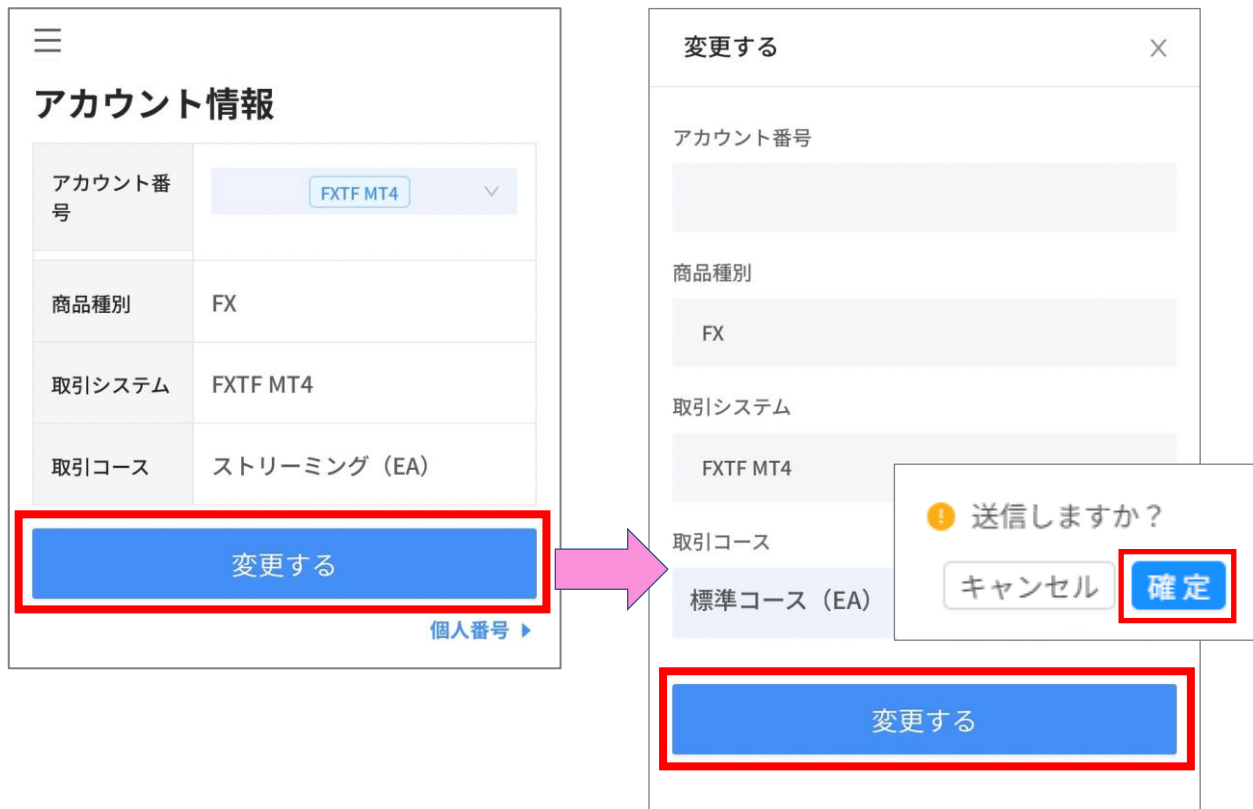 アカウント情報
アカウント番
号
FXTF MT4
商品種別
FX
取引システム
FXTF MT4
取引コース
ストリーミング（EA）
変更する
個人番号
変更する
アカウント番号
商品種別
FX
取引システム
FXTF MT4
取引コース
標準コース（EA）
送信しますか？
キャンセル
確定
変更する